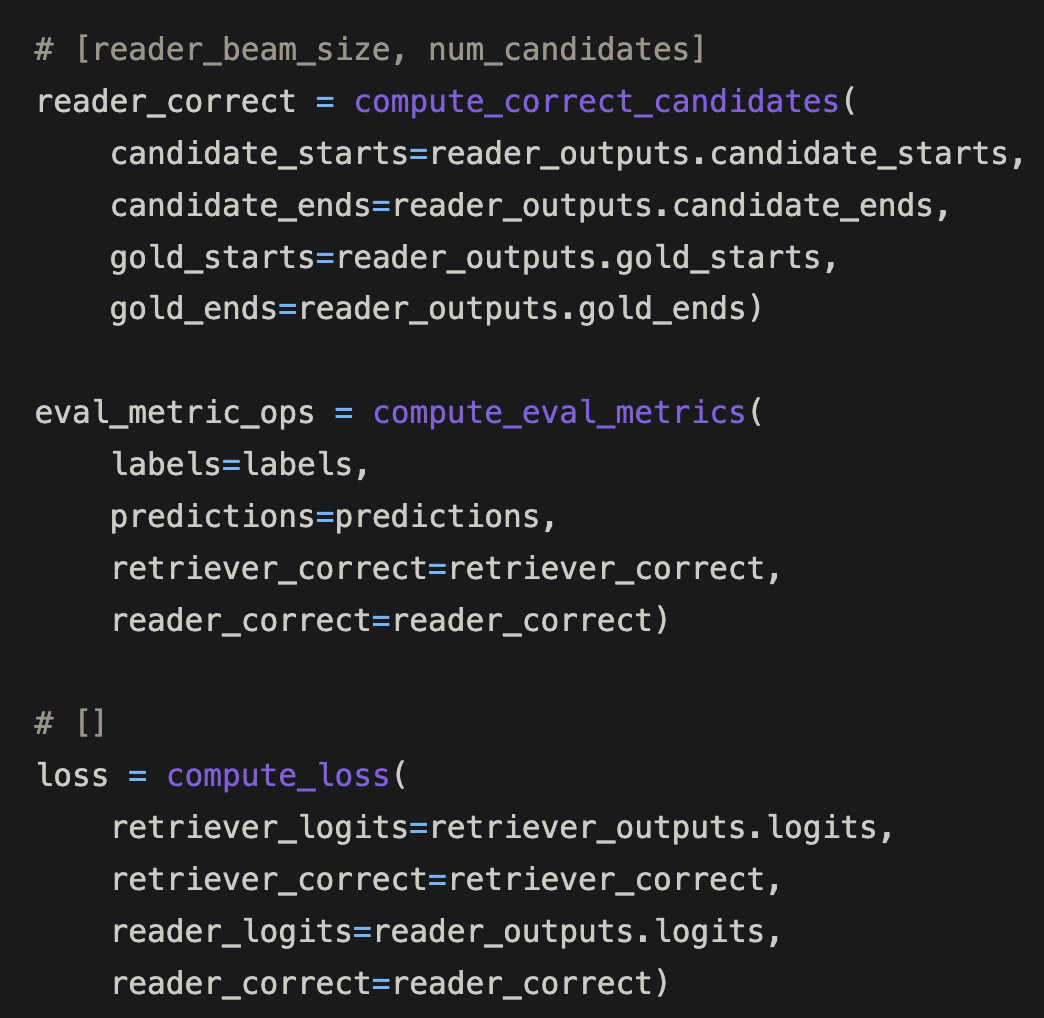 # [reader_beam_size, num_candidates]
reader_correct = compute_correct_candidates(
    candidate_starts=reader_outputs.candidate_starts,
    candidate_ends=reader_outputs.candidate_ends,
    gold_starts=reader_outputs.gold_starts,
    gold_ends=reader_outputs.gold_ends)

eval_metric_ops = compute_eval_metrics(
    labels=labels,
    predictions=predictions,
    retriever_correct=retriever_correct,
    reader_correct=reader_correct)

# []
loss = compute_loss(
    retriever_logits=retriever_outputs.logits,
    retriever_correct=retriever_correct,
    reader_logits=reader_outputs.logits,
    reader_correct=reader_correct)